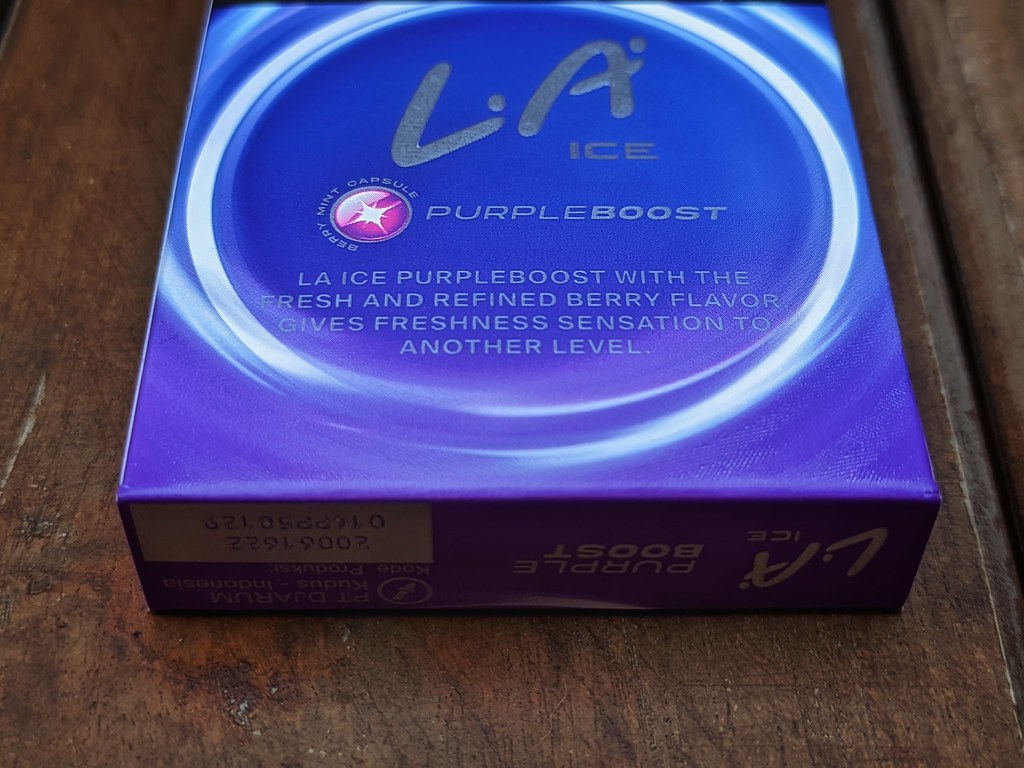 L.A
ICE
BERRY MINT CAPSULE
PURPLEBOOST
LA ICE PURPLEBOOST WITH THE
FRESH AND REFINED BERRY FLAVOR
GIVES FRESHNESS SENSATION TO
ANOTHER LEVEL.
L.A
ICE
PURPLE
BOOST
PT DJARUM
Kudus - Indonesia
Kode Produksi:
20061622